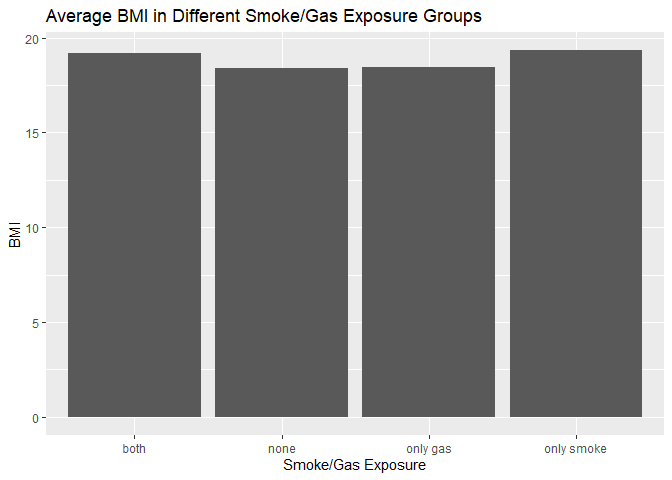 Average BMI in Different Smoke/Gas Exposure Groups
20
15
10
5
0
BMI
both none only gas only smoke
Smoke/Gas Exposure